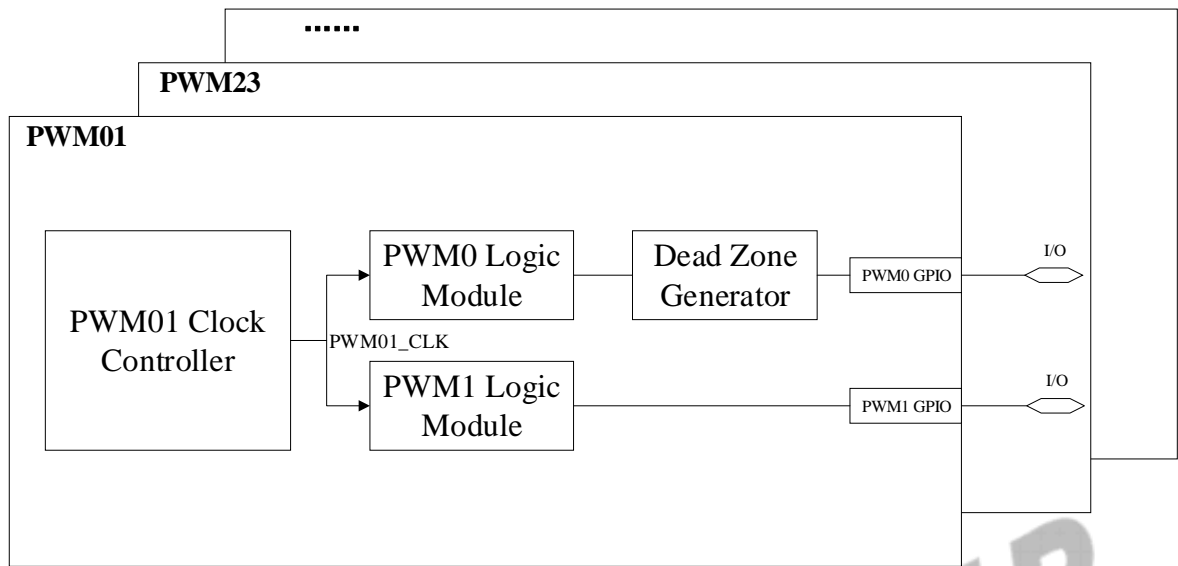 ......
PWM23
PWM01
PWM01 Clock
Controller
PWM01_CLK
PWM0 Logic
Module
Dead Zone
Generator
PWM0 GPIO
I/O
PWM1 Logic
Module
PWM1 GPIO
I/O